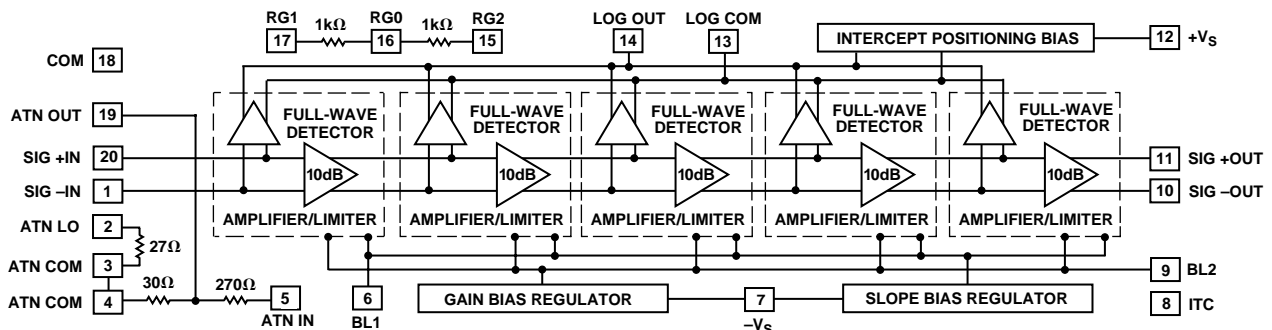 RG1 1kΩ RG0 1kΩ RG2 LOG OUT LOG COM
17 16 15 14 13 INTERCEPT POSITIONING BIAS 12 +VS
COM 18
ATN OUT 19
FULL-WAVE DETECTOR
FULL-WAVE DETECTOR
FULL-WAVE DETECTOR
FULL-WAVE DETECTOR
FULL-WAVE DETECTOR
SIG +IN 20
11 SIG +OUT
10dB 10dB 10dB 10dB 10dB
SIG –IN 1
10 SIG –OUT
AMPLIFIER/LIMITER AMPLIFIER/LIMITER AMPLIFIER/LIMITER AMPLIFIER/LIMITER AMPLIFIER/LIMITER
ATN LO 2
27Ω
ATN COM 3
9 BL2
30Ω 270Ω
ATN COM 4
5
ATN IN
6
BL1
GAIN BIAS REGULATOR 7 SLOPE BIAS REGULATOR
–VS
8 ITC